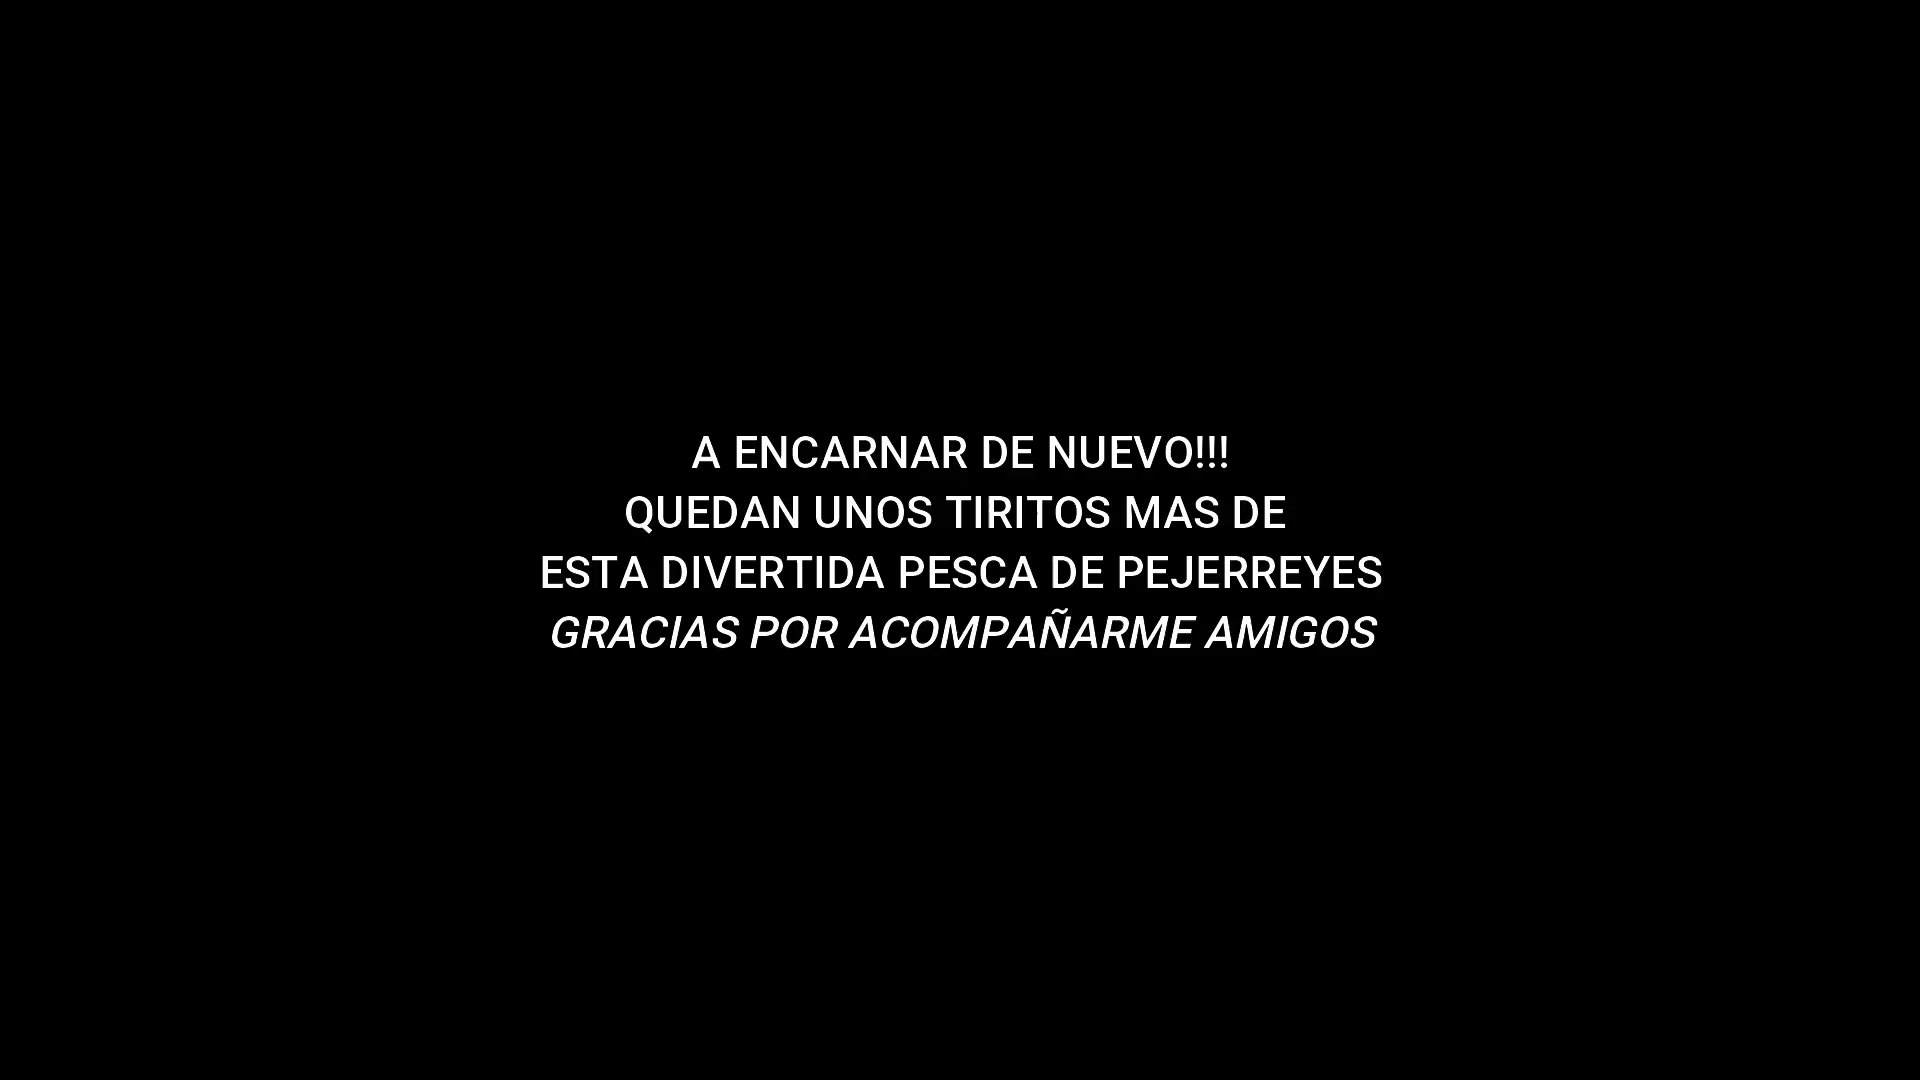 A ENCARNAR DE NUEVO!!!
QUEDAN UNOS TIRITOS MAS DE
ESTA DIVERTIDA PESCA DE PEJERREYES
GRACIAS POR ACOMPAÑARME AMIGOS